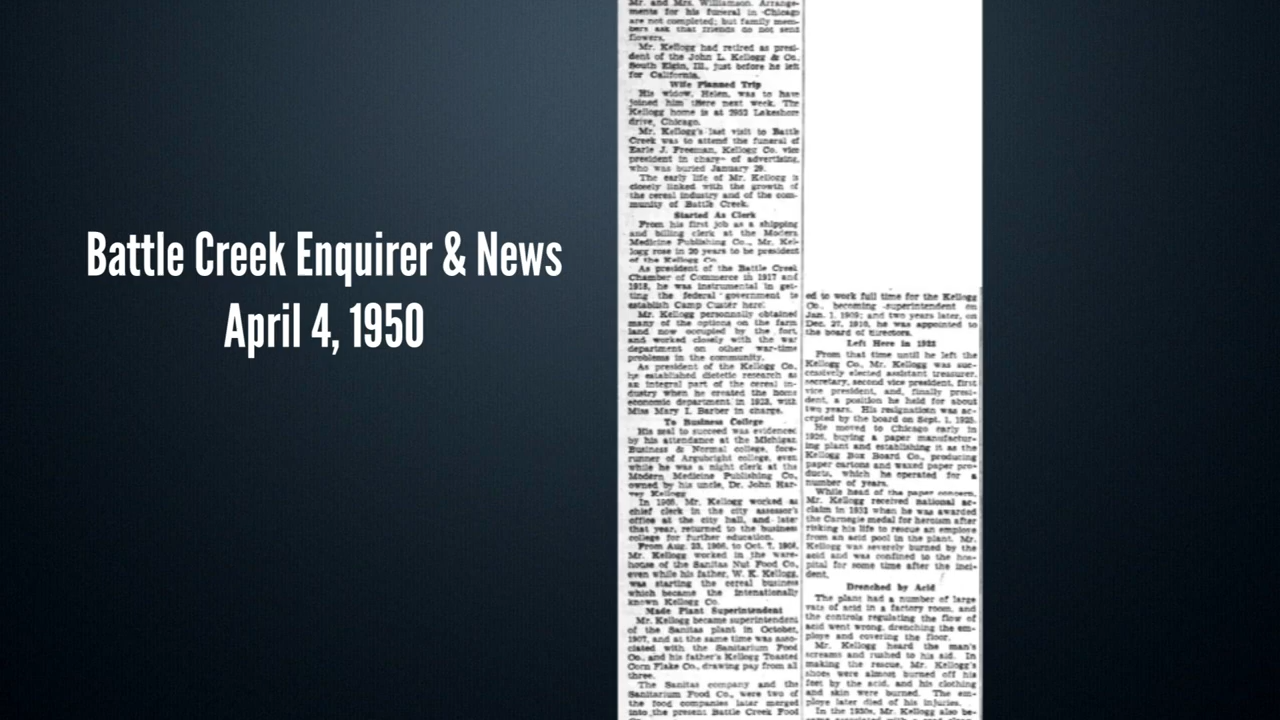 Battle Creek Enquirer & News
April 4, 1950
Mr. and Mrs. Williamson. Arrange-
ments for his funeral in Chicago
are not completed; but family mem-
bers ask that friends do not send
flowers.
Mr. Kellogg had retired as presi-
dent of the John L. Kellogg & Co.
South Elgin, Ill., just before he left
for California.
Wife Planned Trip
His widow, Helen, was to have
joined him there next week. The
Kellogg home is at 2952 Lakeshore
drive, Chicago.
Mr. Kellogg's last visit to Battle
Creek was to attend the funeral of
Earle J. Freeman, Kellogg Co. vice
president in charge of advertising,
who was buried January 29.
The early life of Mr. Kellogg is
closely linked with the growth of
the cereal industry and of the com-
munity of Battle Creek.
Started As Clerk
From his first job as a shipping
and billing clerk at the Modern
Medicine Publishing Co., Mr. Kel-
logg rose in 20 years to be president
of the Kellogg Co.
As president of the Battle Creek
Chamber of Commerce in 1917 and
1918, he was instrumental in get-
ting the federal government to
establish Camp Custer here.
Mr. Kellogg personally obtained
many of the options on the farm
land now occupied by the fort,
and worked closely with the war
department on other war-time
problems in the community.
As president of the Kellogg Co.
he established dietetic research as
an integral part of the cereal in-
dustry when he created the home
economic department in 1923, with
Miss Mary I. Barber in charge.
To Business College
His zeal to succeed was evidenced
by his attendance at the Michigan
Business & Normal college, fore-
runner of Argubright college, even
while he was a night clerk at the
Modern Medicine Publishing Co.,
owned by his uncle, Dr. John Har-
vey Kellogg
In 1906, Mr. Kellogg worked as
chief clerk in the city assessor's
office at the city hall, and later
that year, returned to the business
college for further education.
From Aug. 23, 1906, to Oct. 7, 1908,
Mr. Kellogg worked in the ware-
house of the Sanitas Nut Food Co.,
even while his father, W. K. Kellogg,
was starting the cereal business
which became the internationally
known Kellogg Co.
Made Plant Superintendent
Mr. Kellogg became superintendent
of the Sanitas plant in October,
1907, and at the same time was asso-
ciated with the Sanitarium Food
Co., and his father's Kellogg Toasted
Corn Flake Co., drawing pay from all
three.
The Sanitas company and the
Sanitarium Food Co., were two of
the food companies later merged
into the present Battle Creek Food
ed to work full time for the Kellogg
Co., becoming superintendent on
Jan. 1, 1909; and two years later, on
Dec. 27, 1910, he was appointed to
the board of directors.
Left Here in 1925
From that time until he left the
Kellogg Co., Mr. Kellogg was suc-
cessively elected assistant treasurer,
secretary, second vice president, first
vice president, and, finally presi-
dent, a position he held for about
two years. His resignation was ac-
cepted by the board on Sept. 1, 1925.
He moved to Chicago early in
1926, buying a paper manufactur-
ing plant and establishing it as the
Kellogg Box Board Co., producing
paper cartons and waxed paper pro-
ducts, which he operated for a
number of years.
While head of the paper concern,
Mr. Kellogg received national ac-
claim in 1931 when he was awarded
the Carnegie medal for heroism after
risking his life to rescue an employe
from an acid pool in the plant. Mr.
Kellogg was severely burned by the
acid and was confined to the hos-
pital for some time after the inci-
dent.
Drenched by Acid
The plant had a number of large
vats of acid in a factory room, and
the controls regulating the flow of
acid went wrong, drenching the em-
ploye and covering the floor.
Mr. Kellogg heard the man's
screams and rushed to his aid. In
making the rescue, Mr. Kellogg's
shoes were almost burned off his
feet by the acid, and his clothing
and skin were burned. The em-
ploye later died of his injuries.
In the 1930s, Mr. Kellogg also be-